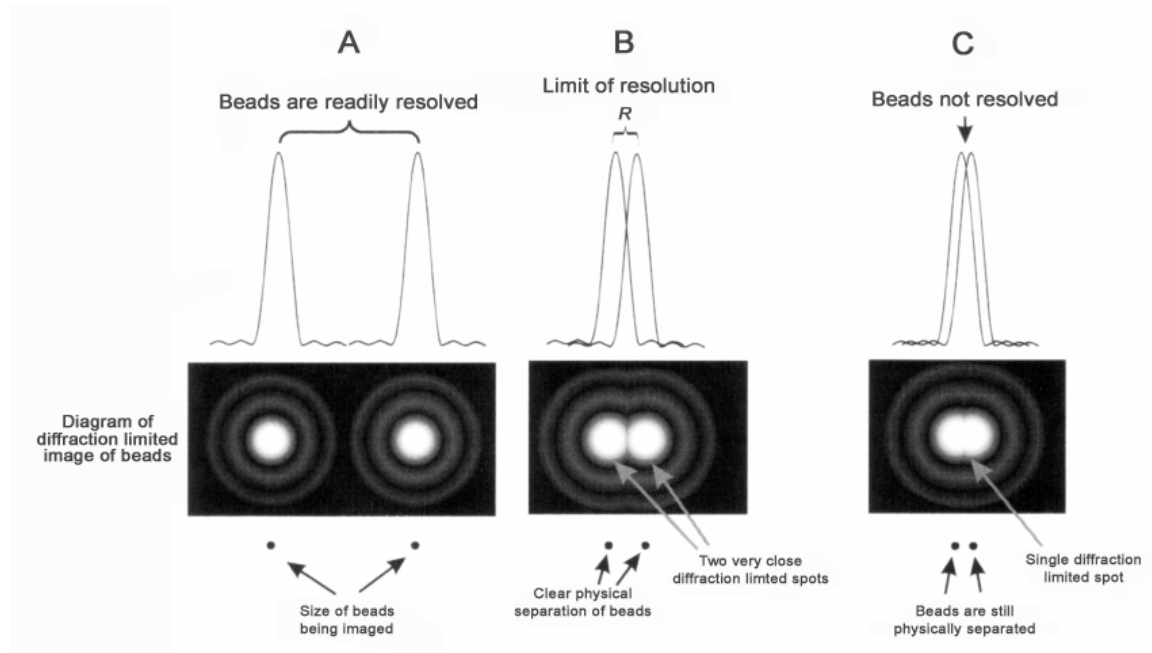 A
B
C
Beads are readily resolved
Limit of resolution
R
Beads not resolved
Diagram of
diffraction limited
image of beads
Size of beads
being imaged
Clear physical
separation of beads
Two very close
diffraction limted spots
Beads are still
physically separated
Single diffraction
limited spot